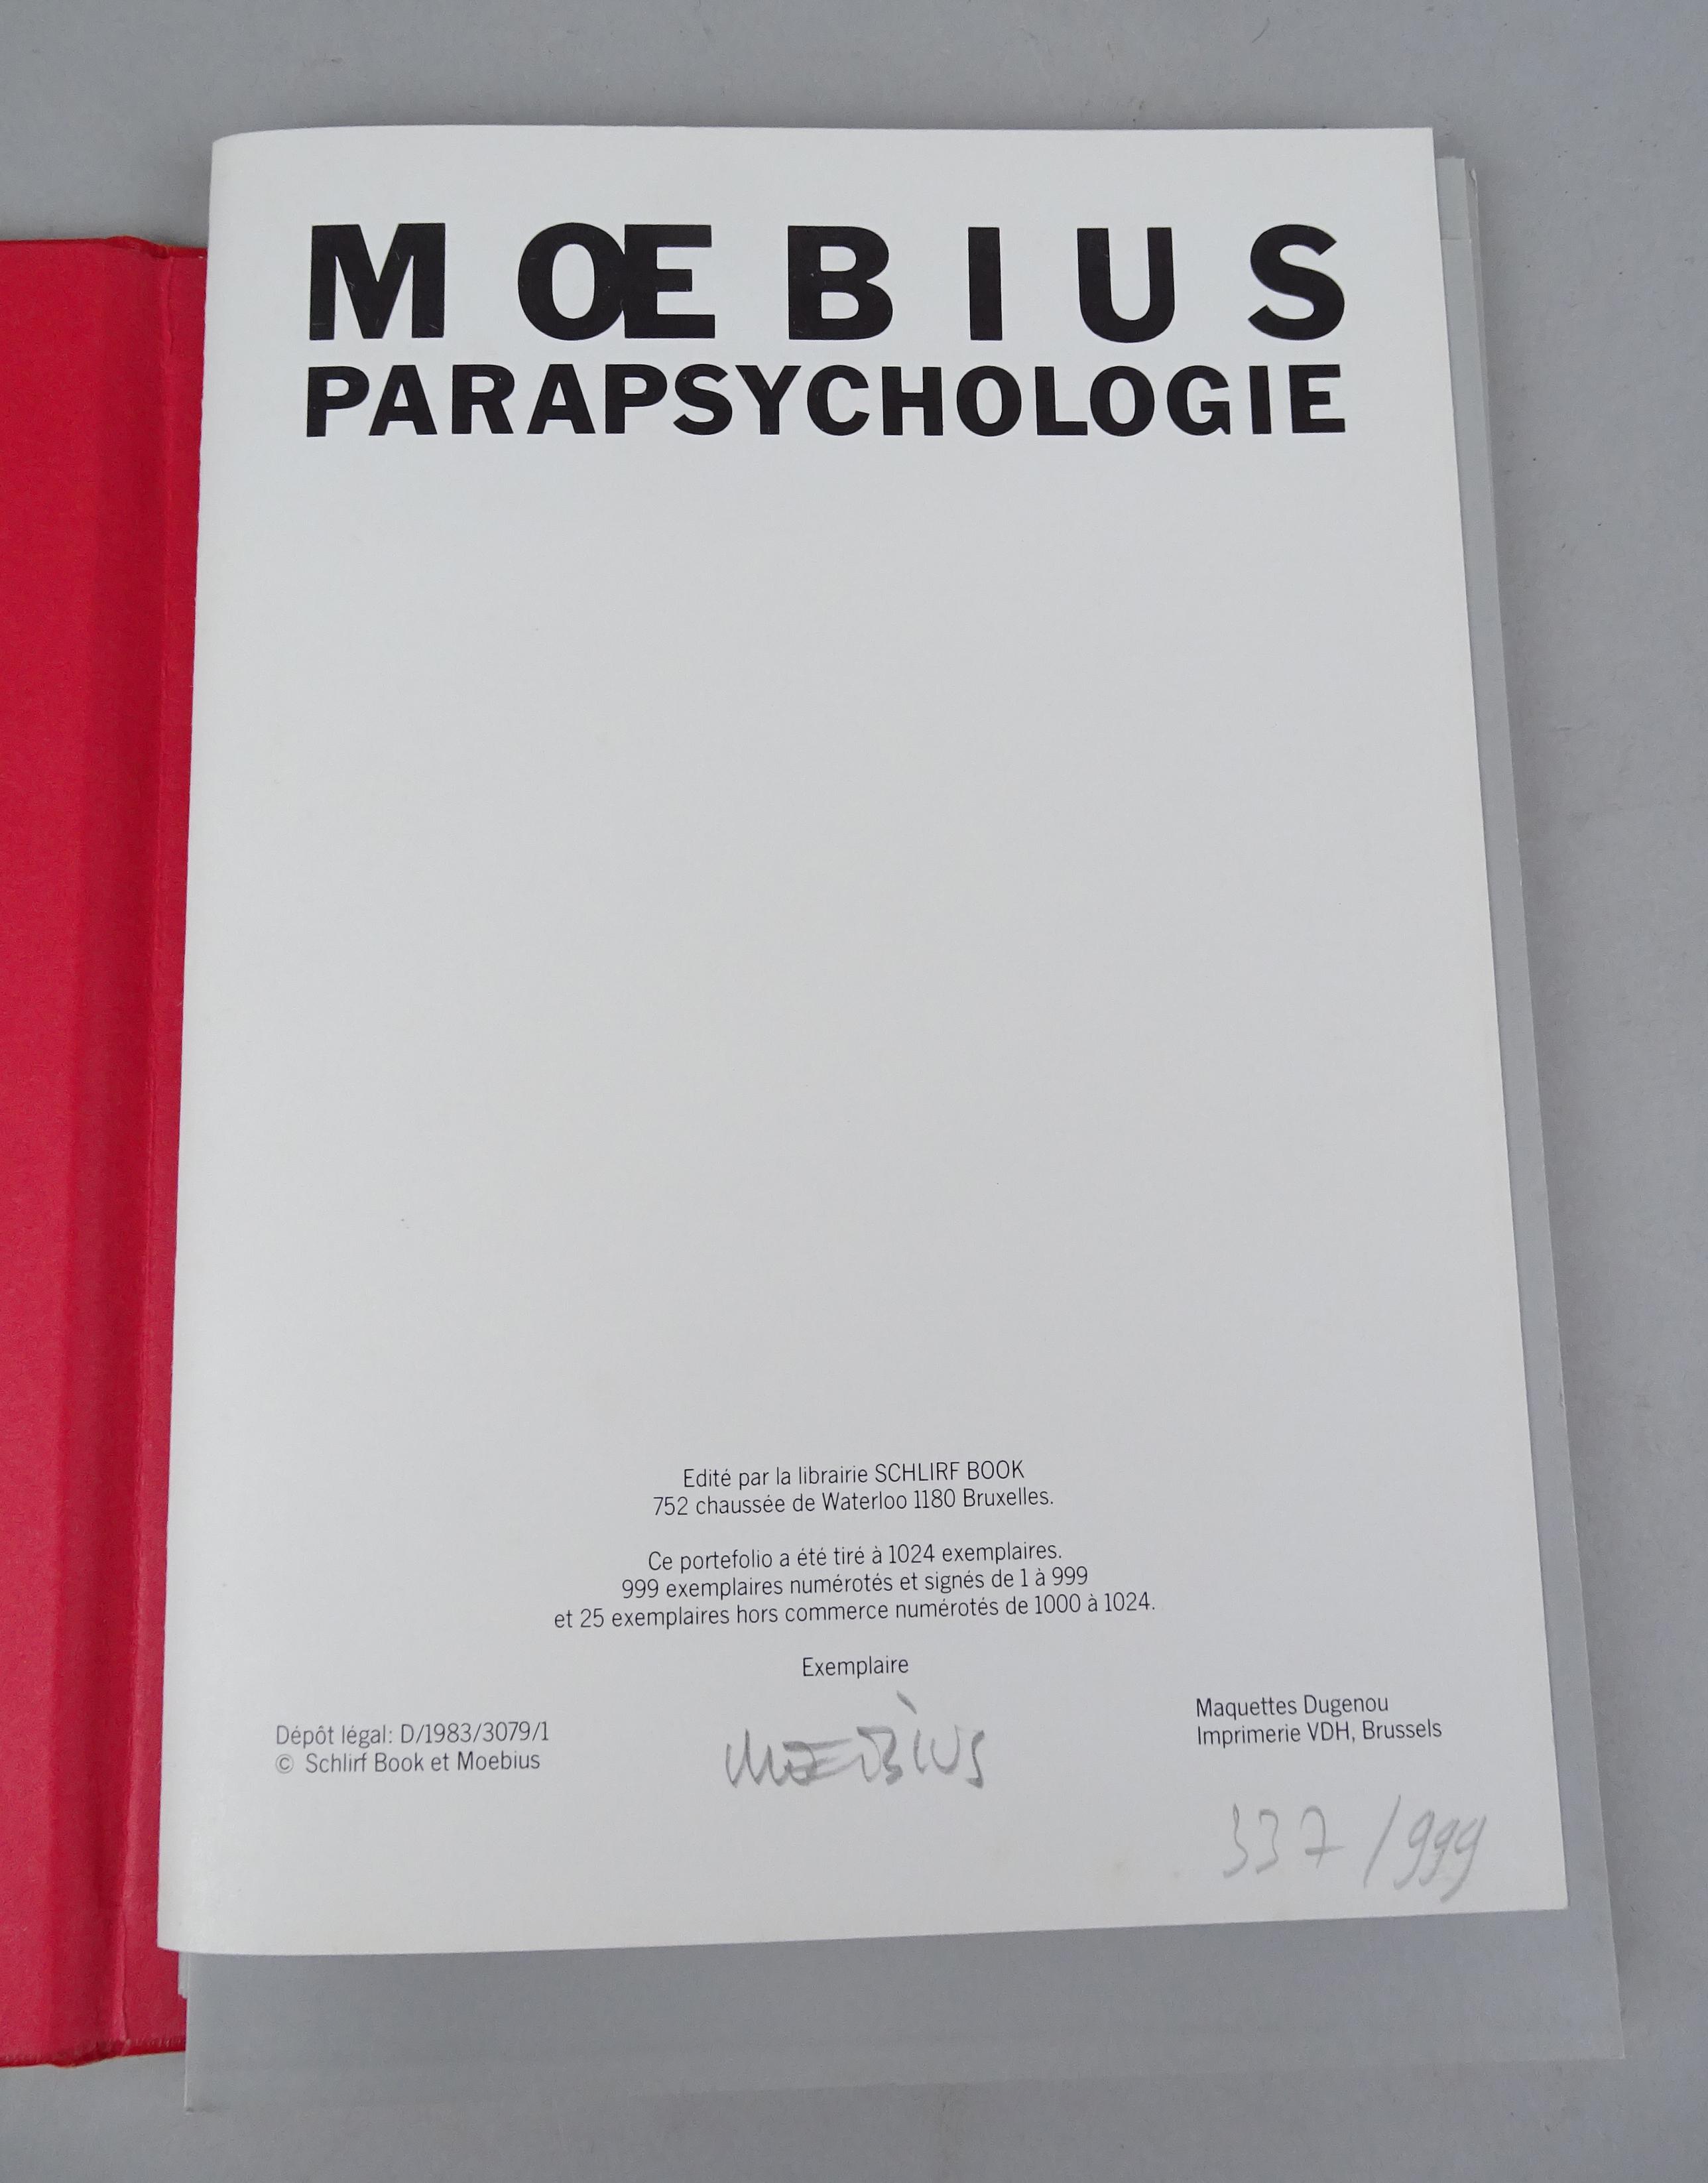 MŒBIUS
PARAPSYCHOLOGIE
Edité par la librairie SCHLIRF BOOK
752 chaussée de Waterloo 1180 Bruxelles.
Ce portefolio a été tiré à 1024 exemplaires.
999 exemplaires numérotés et signés de 1 à 999
et 25 exemplaires hors commerce numérotés de 1000 à 1024.
Exemplaire
Dépôt légal: D/1983/3079/1
© Schlirf Book et Moebius
MŒBIUS
Maquettes Dugenou
Imprimerie VDH, Brussels
337/999